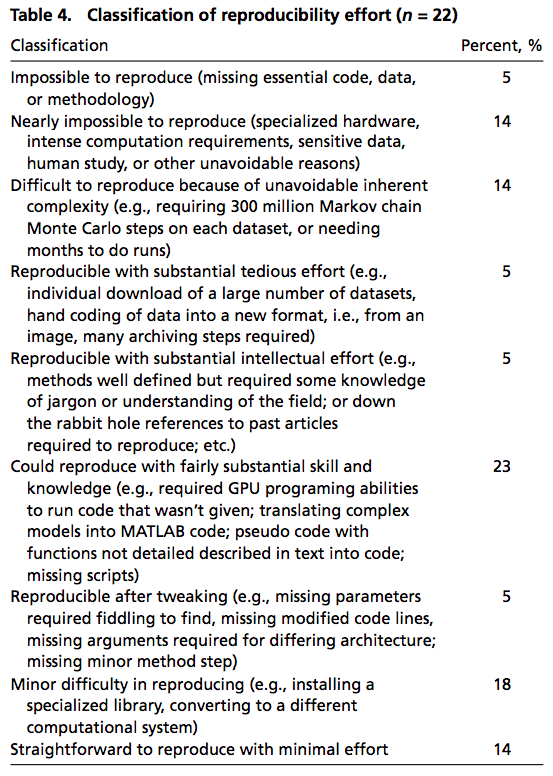 Table 4. Classification of reproducibility effort (n = 22)
Classification Percent, %
Impossible to reproduce (missing essential code, data, 5
or methodology)
Nearly impossible to reproduce (specialized hardware, 14
intense computation requirements, sensitive data,
human study, or other unavoidable reasons)
Difficult to reproduce because of unavoidable inherent 14
complexity (e.g., requiring 300 million Markov chain
Monte Carlo steps on each dataset, or needing
months to do runs)
Reproducible with substantial tedious effort (e.g., 5
individual download of a large number of datasets,
hand coding of data into a new format, i.e., from an
image, many archiving steps required)
Reproducible with substantial intellectual effort (e.g., 5
methods well defined but required some knowledge
of jargon or understanding of the field; or down
the rabbit hole references to past articles
required to reproduce; etc.)
Could reproduce with fairly substantial skill and 23
knowledge (e.g., required GPU programing abilities
to run code that wasn't given; translating complex
models into MATLAB code; pseudo code with
functions not detailed described in text into code;
missing scripts)
Reproducible after tweaking (e.g., missing parameters 5
required fiddling to find, missing modified code lines,
missing arguments required for differing architecture;
missing minor method step)
Minor difficulty in reproducing (e.g., installing a 18
specialized library, converting to a different
computational system)
Straightforward to reproduce with minimal effort 14